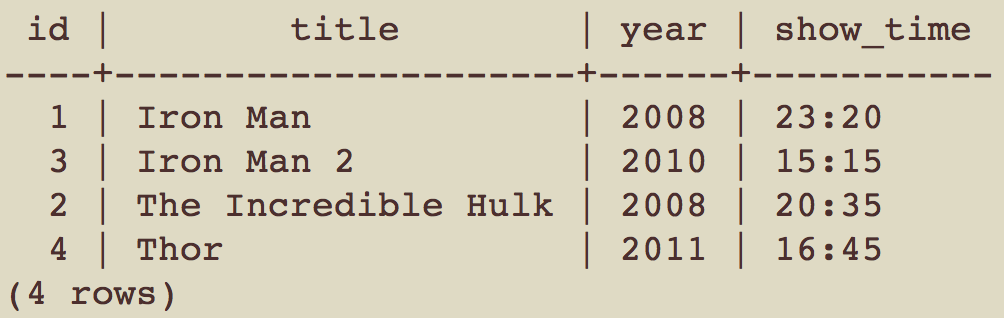 id |        title        | year | show_time
----+---------------------+------+-----------
  1 | Iron Man            | 2008 | 23:20
  3 | Iron Man 2          | 2010 | 15:15
  2 | The Incredible Hulk | 2008 | 20:35
  4 | Thor                | 2011 | 16:45
(4 rows)